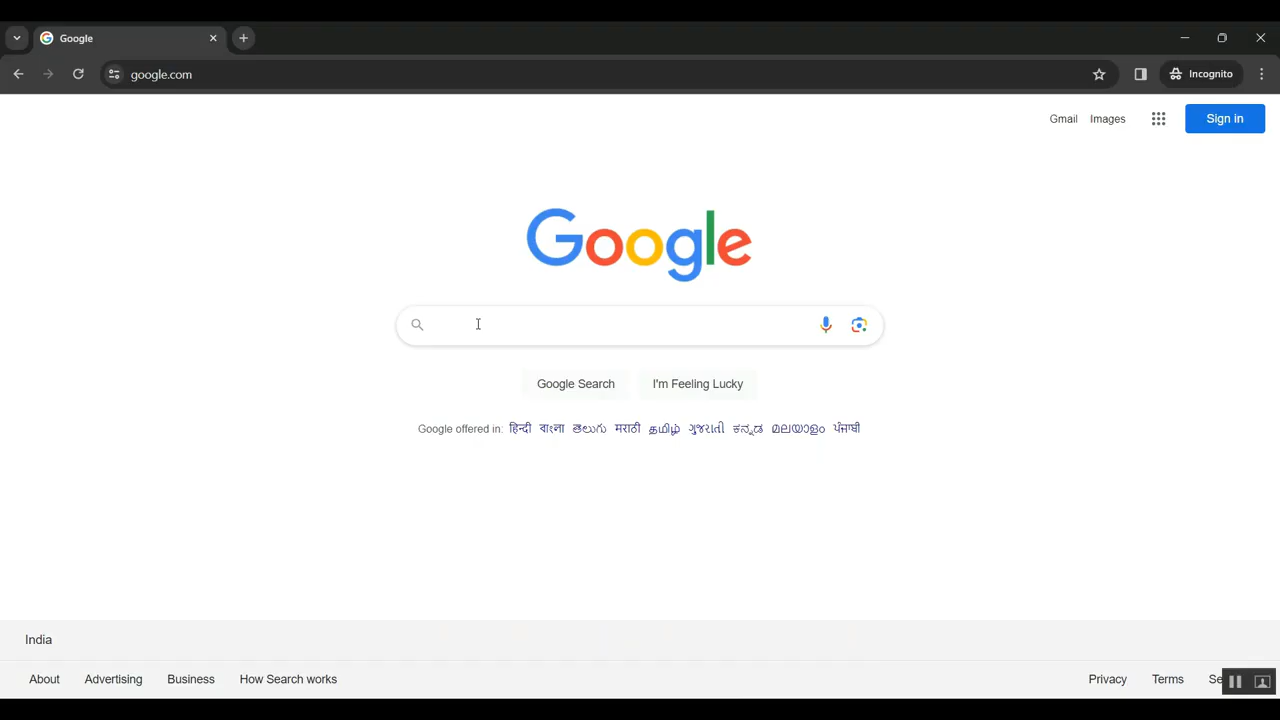 Google
google.com
Incognito
Gmail Images
Sign in
Google
Google Search I'm Feeling Lucky
Google offered in: हिन्दी বাংলা తెలుగు मराठी தமிழ் ગુજરાતી ಕನ್ನಡ മലയാളം ਪੰਜਾਬੀ
India
About Advertising Business How Search works Privacy Terms